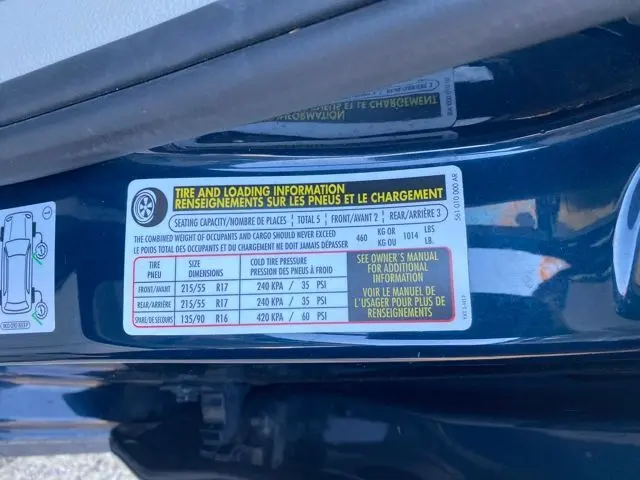 TIRE AND LOADING INFORMATION
RENSEIGNEMENTS SUR LES PNEUS ET LE CHARGEMENT
SEATING CAPACITY/NOMBRE DE PLACES TOTAL 5 FRONT/AVANT 2 REAR/ARRIÈRE 3
THE COMBINED WEIGHT OF OCCUPANTS AND CARGO SHOULD NEVER EXCEED 460 KG OR 1014 LBS
LE POIDS TOTAL DES OCCUPANTS ET DU CHARGEMENT NE DOIT JAMAIS DÉPASSER KG OU LB.
TIRE SIZE COLD TIRE PRESSURE
PNEU DIMENSIONS PRESSION DES PNEUS À FROID
FRONT/AVANT 215/55 R17 240 KPA / 35 PSI
REAR/ARRIÈRE 215/55 R17 240 KPA / 35 PSI
SPARE/DE SECOURS 135/90 R16 420 KPA / 60 PSI
SEE OWNER'S MANUAL
FOR ADDITIONAL
INFORMATION
VOIR LE MANUEL DE
L'USAGER POUR PLUS DE
RENSEIGNEMENTS
561 010 000 AR